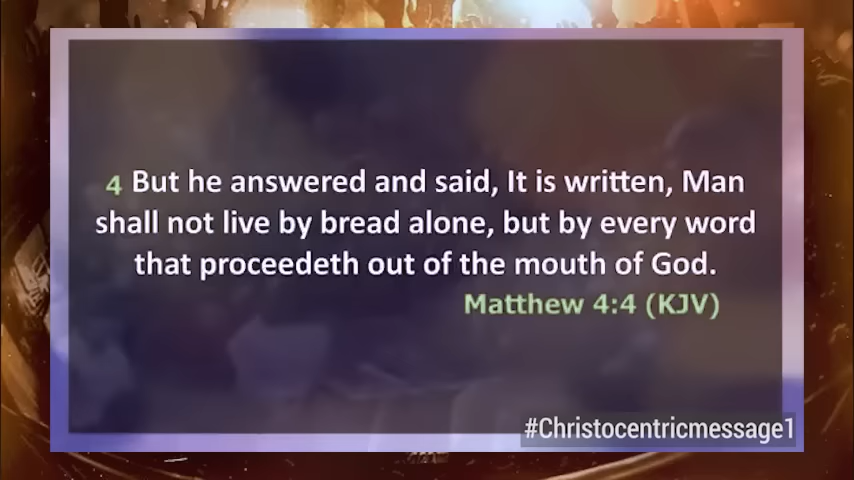 4 But he answered and said, It is written, Man
shall not live by bread alone, but by every word
that proceedeth out of the mouth of God.
Matthew 4:4 (KJV)
#Christocentricmessage1